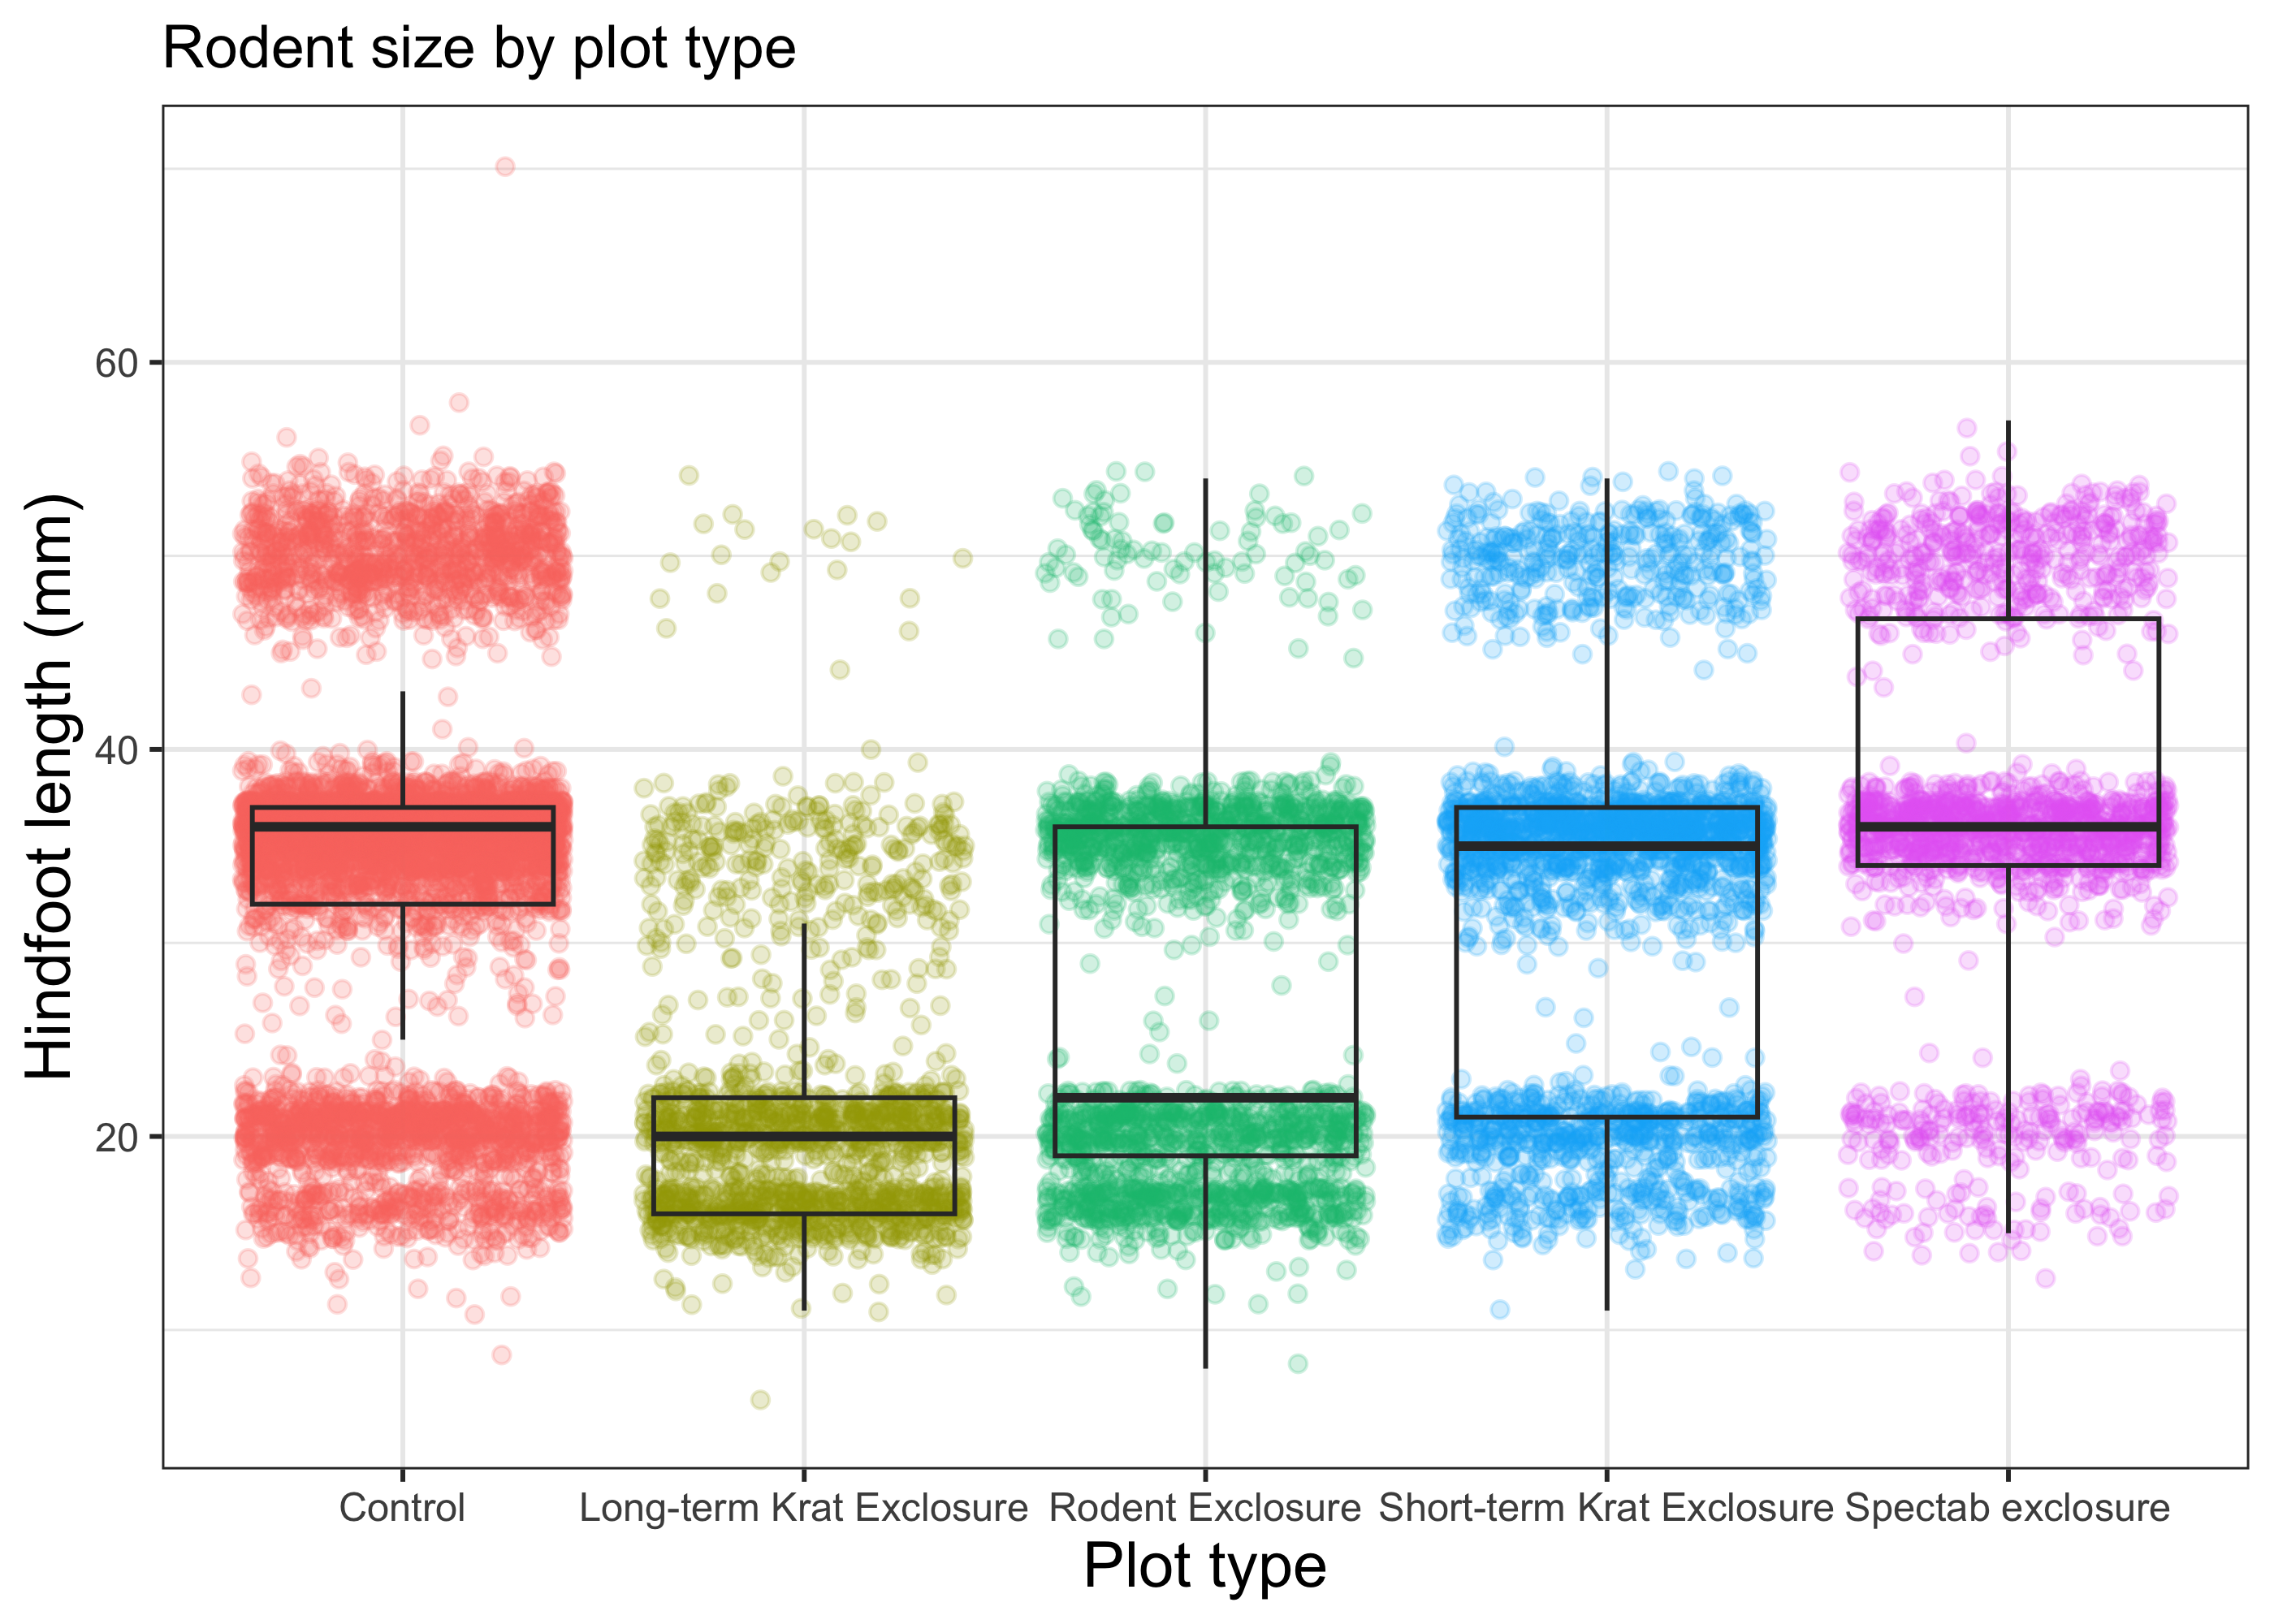 Rodent size by plot type
Hindfoot length (mm)
60
40
20
Control Long-term Krat Exclosure Rodent Exclosure Short-term Krat Exclosure Spectab exclosure
Plot type